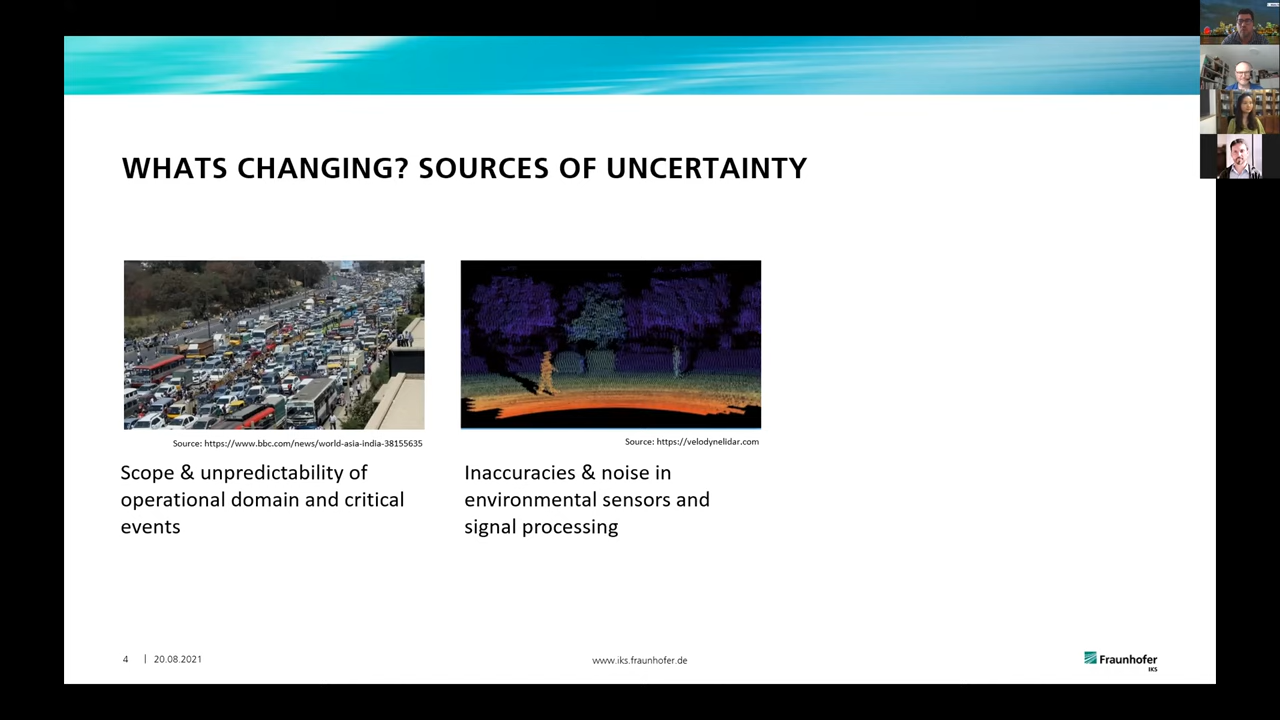 WHATS CHANGING? SOURCES OF UNCERTAINTY
Source: https://www.bbc.com/news/world-asia-india-38155635
Scope & unpredictability of
operational domain and critical
events
Source: https://velodynelidar.com
Inaccuracies & noise in
environmental sensors and
signal processing
4 | 20.08.2021
www.iks.fraunhofer.de
Fraunhofer
IKS